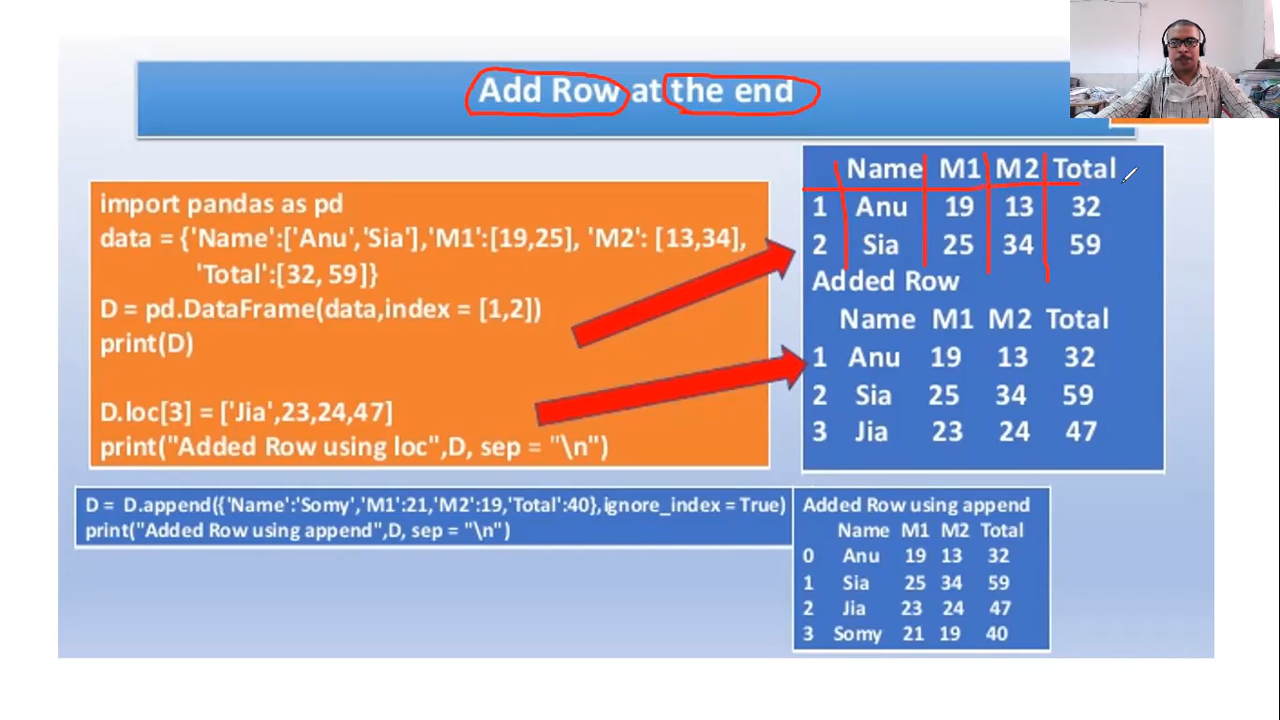 Add Row at the end
import pandas as pd
data = {'Name':['Anu','Sia'],'M1':[19,25], 'M2': [13,34],
'Total':[32, 59]}
D = pd.DataFrame(data,index = [1,2])
print(D)
D.loc[3] = ['Jia',23,24,47]
print("Added Row using loc",D, sep = "\n")
Name M1 M2 Total
1 Anu 19 13 32
2 Sia 25 34 59
Added Row
Name M1 M2 Total
1 Anu 19 13 32
2 Sia 25 34 59
3 Jia 23 24 47
D = D.append({'Name':'Somy','M1':21,'M2':19,'Total':40},ignore_index = True)
print("Added Row using append",D, sep = "\n")
Added Row using append
Name M1 M2 Total
0 Anu 19 13 32
1 Sia 25 34 59
2 Jia 23 24 47
3 Somy 21 19 40